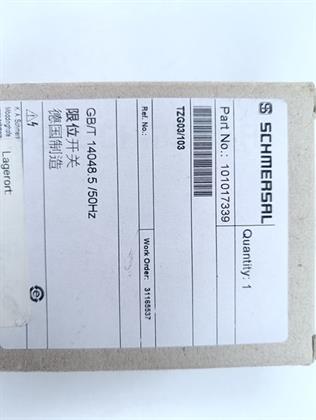 SCHMERSAL
Part No.: 101017339
Quantity: 1
TZG03/103
Ref. No.:
Work Order: 31165537
GB/T 14048.5 /50Hz
限位开关
德国制造
Lagerort: